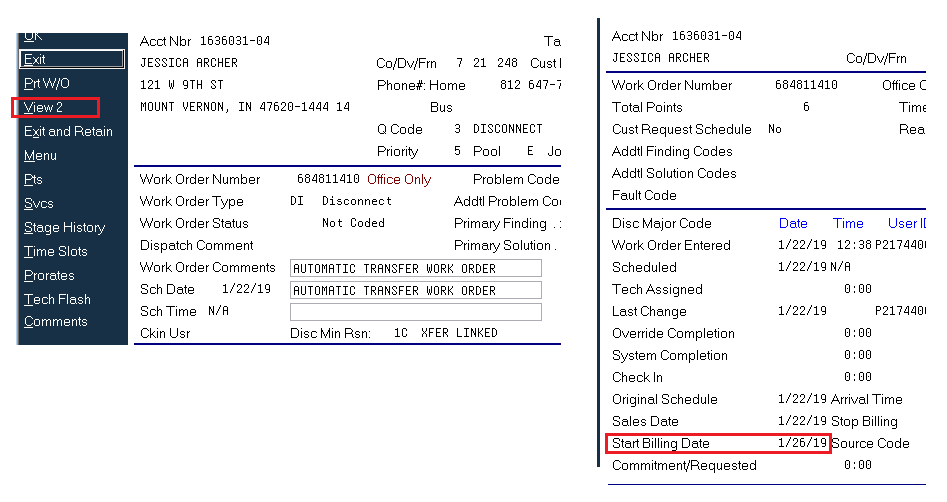 OK
Exit
Prt W/O
View 2
Exit and Retain
Menu
Pts
Svcs
Stage History
Time Slots
Prorates
Tech Flash
Comments
Acct Nbr 1636031-04 Ta
JESSICA ARCHER Co/Dv/Frn 7 21 248 Cust
121 W 9TH ST Phone#: Home 812 647-7
MOUNT VERNON, IN 47620-1444 14 Bus
Q Code 3 DISCONNECT
Priority 5 Pool E Jo
Work Order Number 684811410 Office Only Problem Code
Work Order Type DI Disconnect Addtl Problem Co
Work Order Status Not Coded Primary Finding . :
Dispatch Comment Primary Solution .
Work Order Comments AUTOMATIC TRANSFER WORK ORDER
Sch Date 1/22/19 AUTOMATIC TRANSFER WORK ORDER
Sch Time N/A
Ckin Usr Disc Min Rsn: 1C XFER LINKED
Acct Nbr 1636031-04
JESSICA ARCHER Co/Dv/Frn
Work Order Number 684811410 Office
Total Points 6 Time
Cust Request Schedule No Rea
Addtl Finding Codes
Addtl Solution Codes
Fault Code
Disc Major Code Date Time User ID
Work Order Entered 1/22/19 12:38 P2174400
Scheduled 1/22/19 N/A
Tech Assigned 0:00
Last Change 1/22/19 P2174400
Override Completion 0:00
System Completion 0:00
Check In 0:00
Original Schedule 1/22/19 Arrival Time
Sales Date 1/22/19 Stop Billing
Start Billing Date 1/26/19 Source Code
Commitment/Requested 0:00